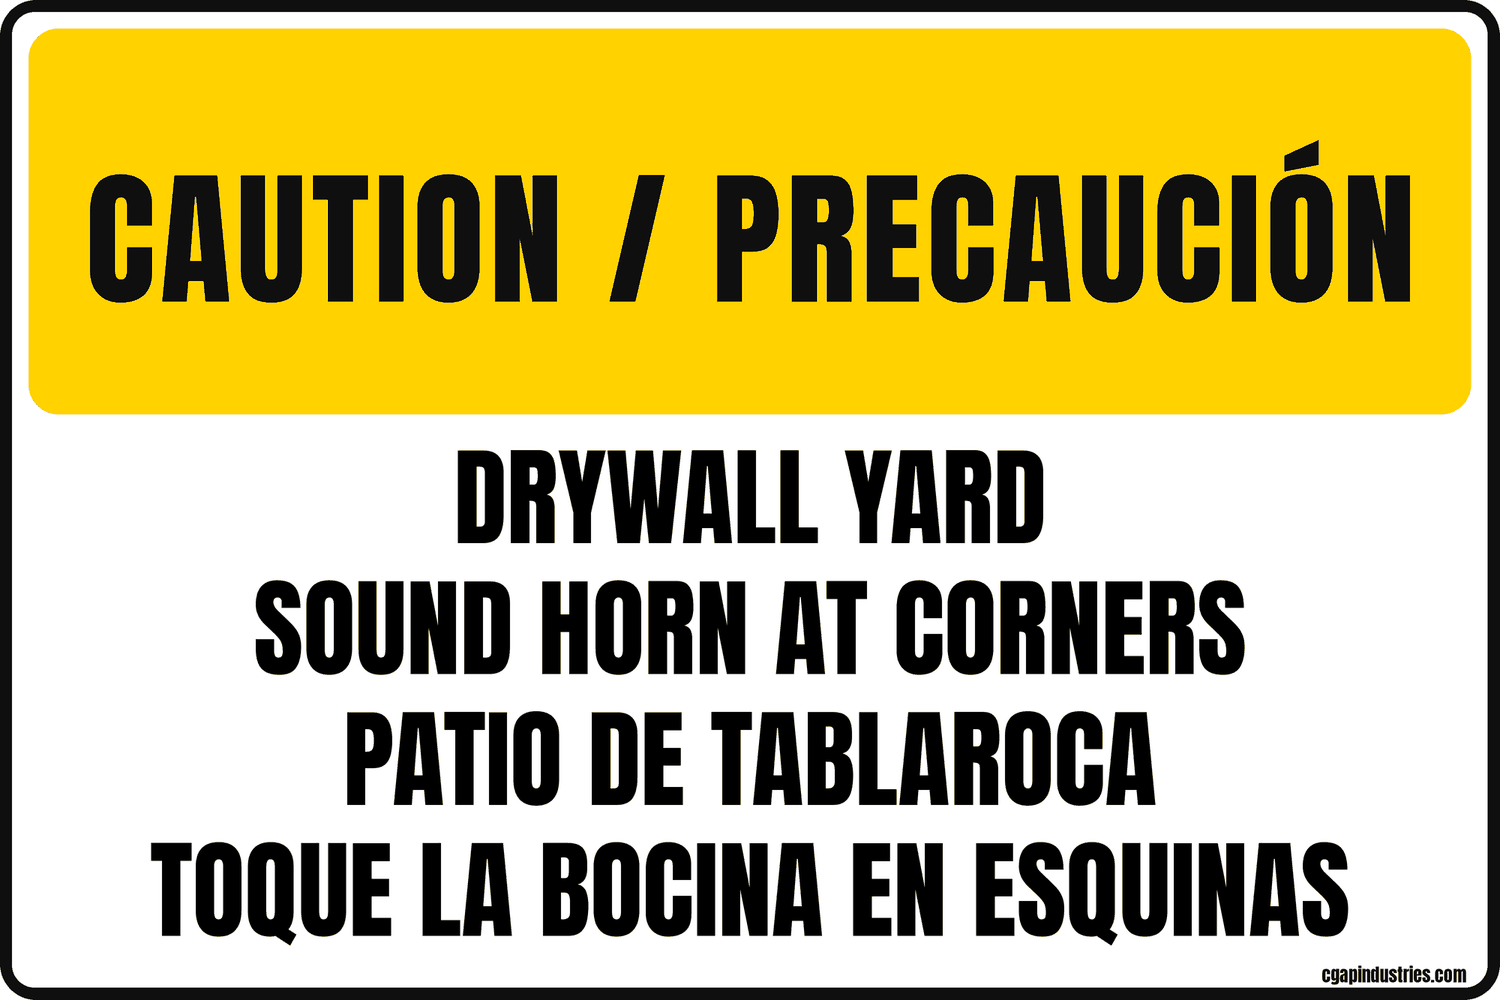 CAUTION / PRECAUCIÓN
DRYWALL YARD
SOUND HORN AT CORNERS
PATIO DE TABLAROCA
TOQUE LA BOCINA EN ESQUINAS
cgapindustries.com